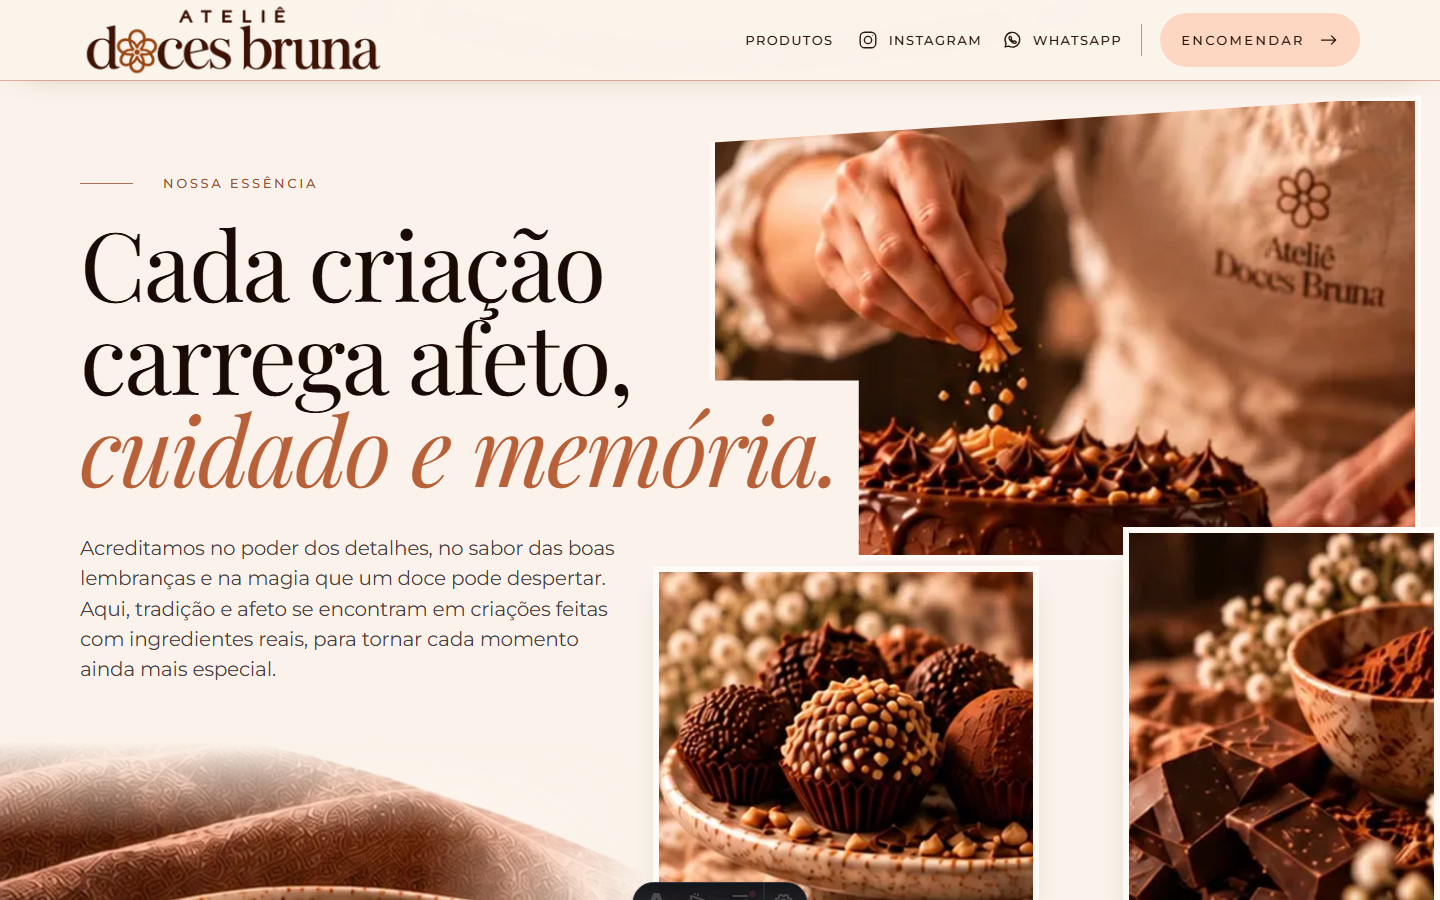 ATELIÊ
doces bruna
PRODUTOS
INSTAGRAM
WHATSAPP
ENCOMENDAR
NOSSA ESSÊNCIA
Cada criação
carrega afeto,
cuidado e memória.
Acreditamos no poder dos detalhes, no sabor das boas
lembranças e na magia que um doce pode despertar.
Aqui, tradição e afeto se encontram em criações feitas
com ingredientes reais, para tornar cada momento
ainda mais especial.
Ateliê
Doces Bruna